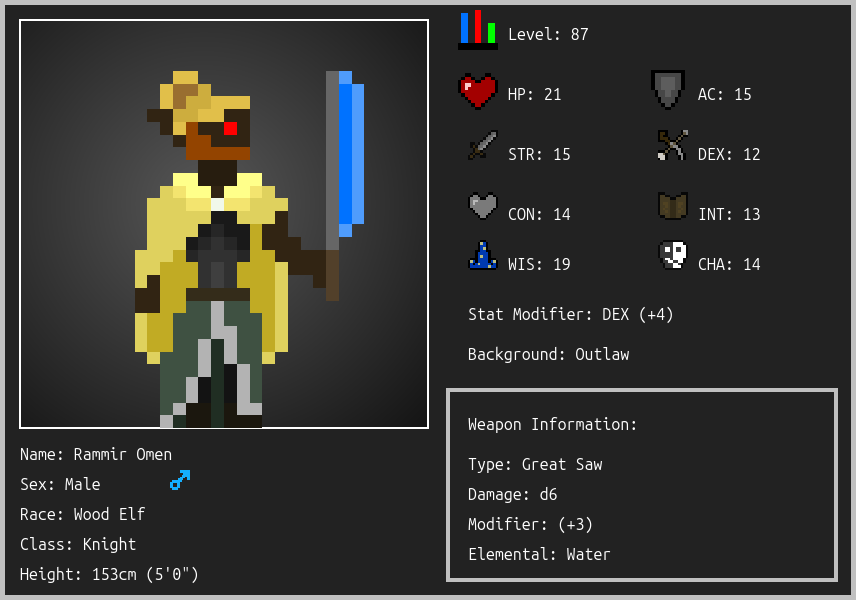 Level: 87
HP: 21
AC: 15
STR: 15
DEX: 12
CON: 14
INT: 13
WIS: 19
CHA: 14
Stat Modifier: DEX (+4)
Background: Outlaw
Weapon Information:
Type: Great Saw
Damage: d6
Modifier: (+3)
Elemental: Water
Name: Rammir Omen
Sex: Male
Race: Wood Elf
Class: Knight
Height: 153cm (5'0")